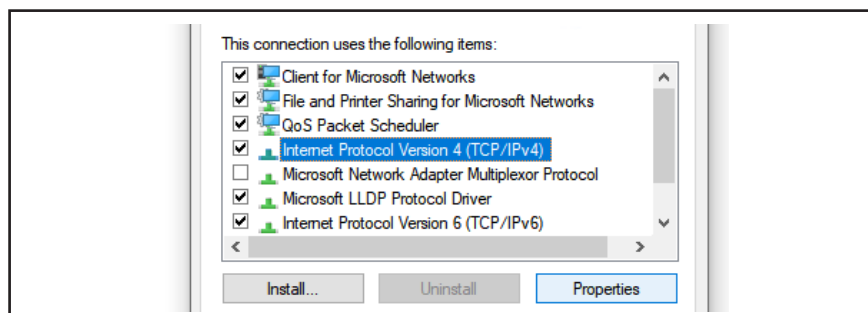 This connection uses the following items:
Client for Microsoft Networks
File and Printer Sharing for Microsoft Networks
QoS Packet Scheduler
Internet Protocol Version 4 (TCP/IPv4)
Microsoft Network Adapter Multiplexor Protocol
Microsoft LLDP Protocol Driver
Internet Protocol Version 6 (TCP/IPv6)
Install... Uninstall Properties